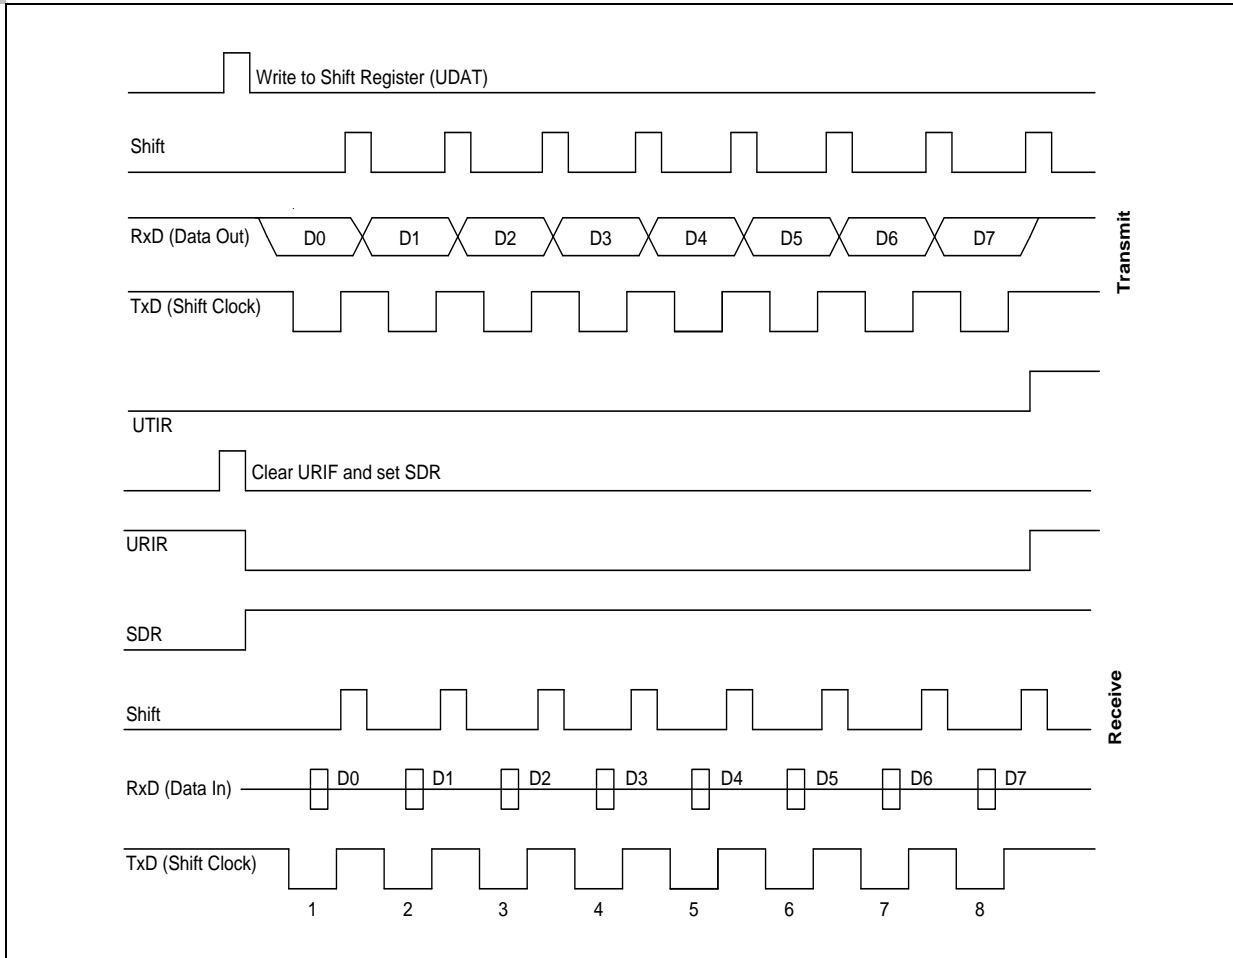 Write to Shift Register (UDAT)
Shift
RxD (Data Out)
D0 D1 D2 D3 D4 D5 D6 D7
TxD (Shift Clock)
UTIR
Transmit
Clear URIF and set SDR
URIR
SDR
Shift
RxD (Data In)
D0 D1 D2 D3 D4 D5 D6 D7
TxD (Shift Clock)
1 2 3 4 5 6 7 8
Receive